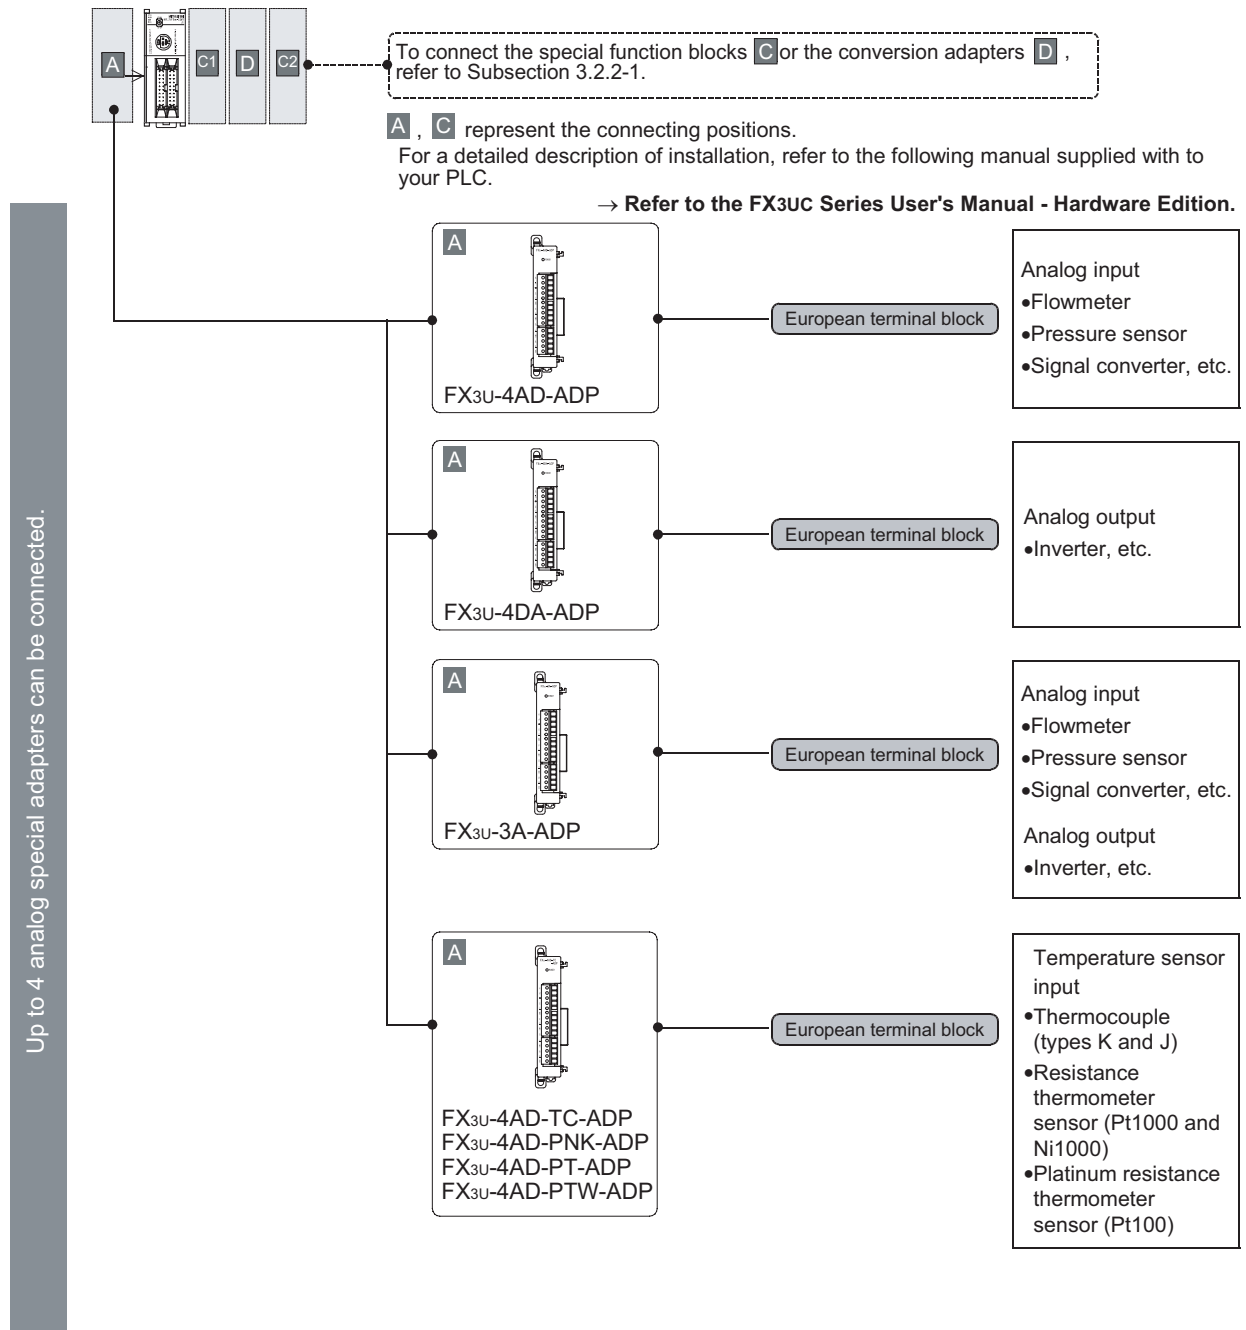 A
C1
D
C2
To connect the special function blocks C or the conversion adapters D ,
refer to Subsection 3.2.2-1.
A , C represent the connecting positions.
For a detailed description of installation, refer to the following manual supplied with to
your PLC.
→ Refer to the FX3UC Series User's Manual - Hardware Edition.
Up to 4 analog special adapters can be connected.
A
FX3U-4AD-ADP
European terminal block
Analog input
•Flowmeter
•Pressure sensor
•Signal converter, etc.
A
FX3U-4DA-ADP
European terminal block
Analog output
•Inverter, etc.
A
FX3U-3A-ADP
European terminal block
Analog input
•Flowmeter
•Pressure sensor
•Signal converter, etc.
Analog output
•Inverter, etc.
A
FX3U-4AD-TC-ADP
FX3U-4AD-PNK-ADP
FX3U-4AD-PT-ADP
FX3U-4AD-PTW-ADP
European terminal block
Temperature sensor
input
•Thermocouple
(types K and J)
•Resistance
thermometer
sensor (Pt1000 and
Ni1000)
•Platinum resistance
thermometer
sensor (Pt100)